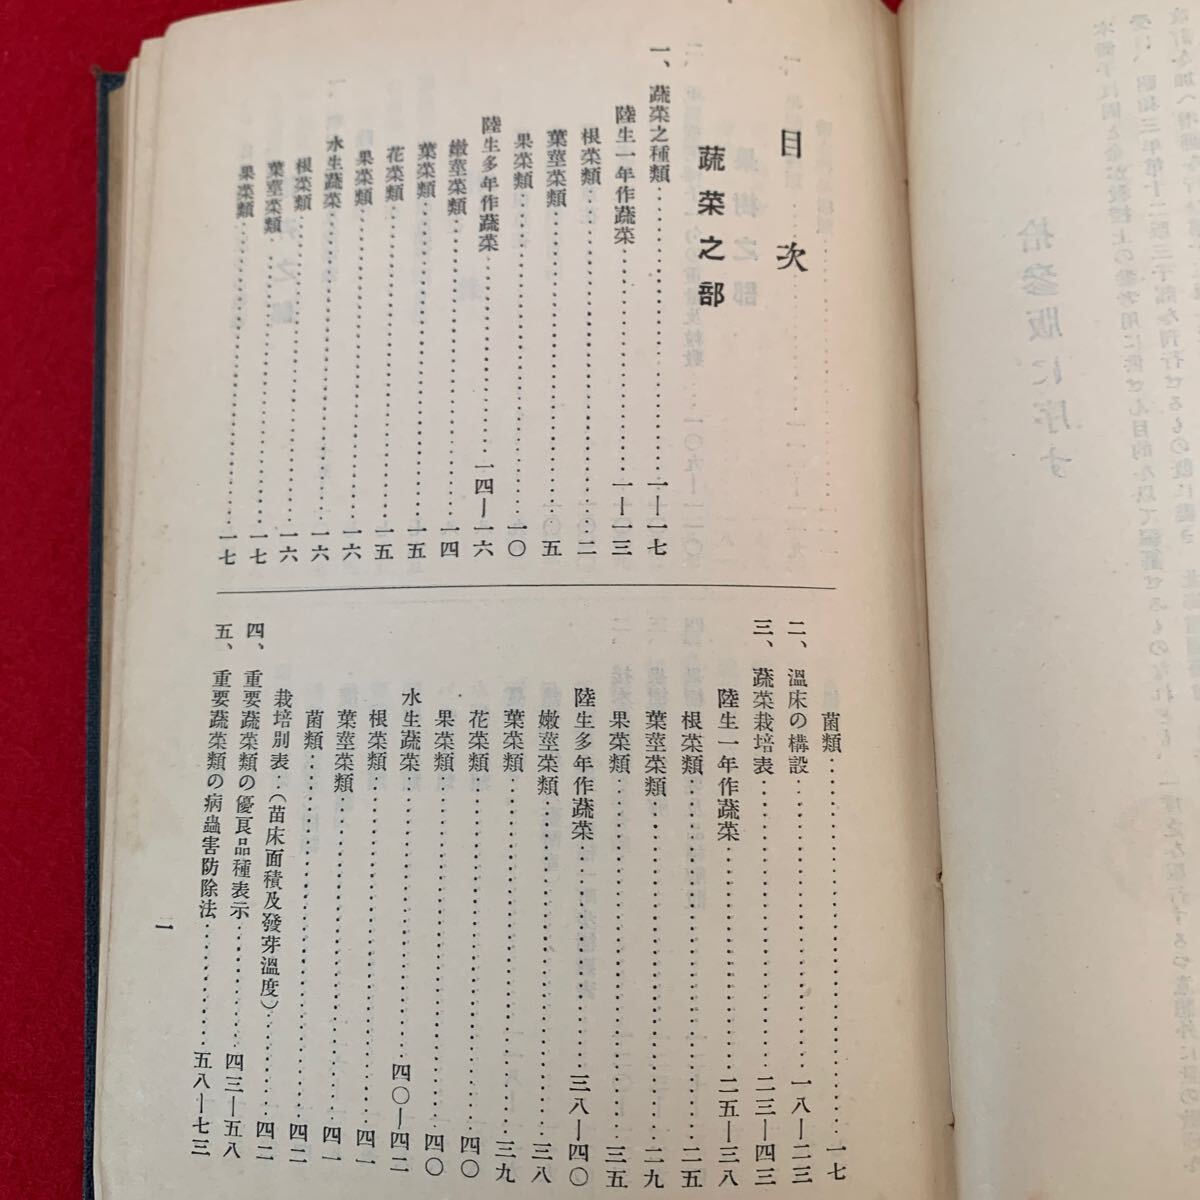 目次
蔬菜之部
一、蔬菜之種類……一—一七
陸生一年作蔬菜……一—一三
根菜類……二
葉莖菜類……五
果菜類……一〇
陸生多年作蔬菜……一四—一六
嫩莖菜類……一四
葉菜類……一五
花菜類……一五
果菜類……一六
水生蔬菜……一六
根菜類……一六
葉莖菜類……一七
果菜類……一七
菌類……一七
二、溫床の構設……一八—二三
三、蔬菜栽培表……二三—四三
陸生一年作蔬菜……二五—三八
根菜類……二五
葉莖菜類……二九
果菜類……三五
陸生多年作蔬菜……三八—四〇
嫩莖菜類……三八
葉菜類……三九
花菜類……四〇
果菜類……四〇
水生蔬菜……四〇—四二
根菜類……四一
葉莖菜類……四一
菌類……四二
栽培別表……(苗床面積及發芽溫度)……四二
四、重要蔬菜類の優良品種表示……四三—五八
五、重要蔬菜類の病蟲害防除法……五八—七三
一